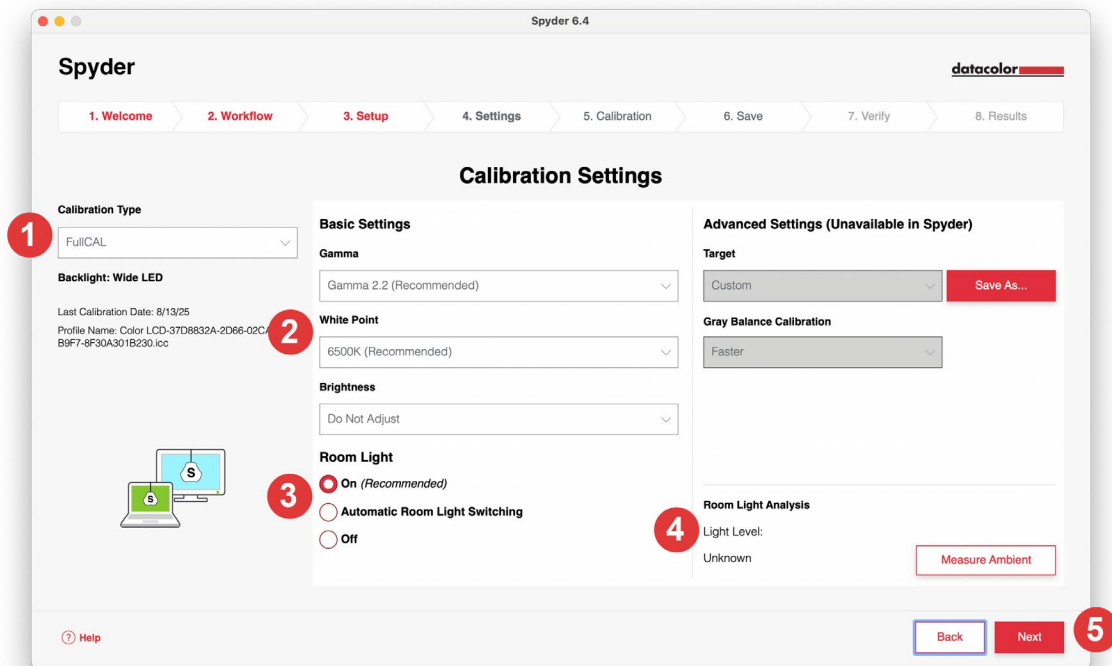 Spyder 6.4
Spyder
datacolor
1. Welcome
2. Workflow
3. Setup
4. Settings
5. Calibration
6. Save
7. Verify
8. Results
Calibration Settings
1
Calibration Type
FullCAL
Backlight: Wide LED
Last Calibration Date: 8/13/25
Profile Name: Color LCD-37D8832A-2D66-02CA
B9F7-8F30A301B230.icc
S
S
Basic Settings
Gamma
Gamma 2.2 (Recommended)
2
White Point
6500K (Recommended)
Brightness
Do Not Adjust
3
Room Light
On (Recommended)
Automatic Room Light Switching
Off
Advanced Settings (Unavailable in Spyder)
Target
Custom
Save As...
Gray Balance Calibration
Faster
4
Room Light Analysis
Light Level:
Unknown
Measure Ambient
? Help
Back
Next
5